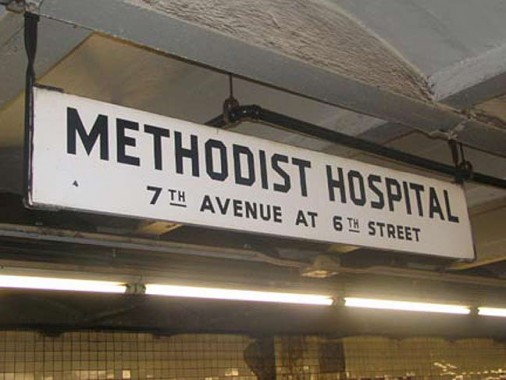 METHODIST HOSPITAL
7TH AVENUE AT 6TH STREET